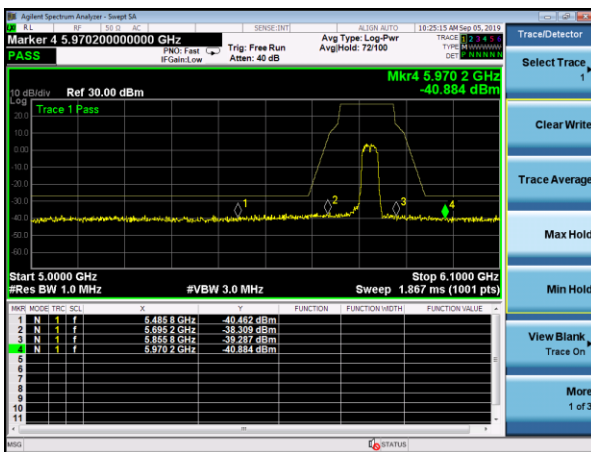 Agilent Spectrum Analyzer - Swept SA
RL RF 50 Ω AC SENSE:INT ALIGN AUTO 10:25:15 AM Sep 05, 2019
Marker 4 5.970200000000 GHz
PASS
PNO: Fast
IFGain:Low
Trig: Free Run
Atten: 40 dB
Avg Type: Log-Pwr
Avg|Hold: 72/100
TRACE 1 2 3 4 5 6
TYPE M W W W W W
DET P N N N N N
Mkr4 5.970 2 GHz
-40.884 dBm
10 dB/div Ref 30.00 dBm
Log
Trace 1 Pass
20.0
10.0
0.00
-10.0
-20.0
-30.0
-40.0
-50.0
-60.0
1
2
3
4
Start 5.0000 GHz Stop 6.1000 GHz
#Res BW 1.0 MHz #VBW 3.0 MHz Sweep 1.867 ms (1001 pts)
MKR MODE TRC SCL X Y FUNCTION FUNCTION WIDTH FUNCTION VALUE
1 N 1 f 5.485 8 GHz -40.462 dBm
2 N 1 f 5.695 2 GHz -38.309 dBm
3 N 1 f 5.855 8 GHz -39.287 dBm
4 N 1 f 5.970 2 GHz -40.884 dBm
5
6
7
8
9
10
11
MSG STATUS
Trace/Detector
Select Trace
1
Clear Write
Trace Average
Max Hold
Min Hold
View Blank
Trace On
More
1 of 3